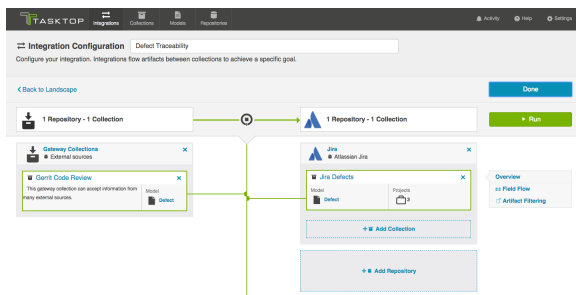 TASKTOP
Integrations
Collections
Models
Repositories
Activity
Help
Settings
Integration Configuration
Defect Traceability
Configure your integration. Integrations flow artifacts between collections to achieve a specific goal.
Back to Landscape
Done
1 Repository - 1 Collection
1 Repository - 1 Collection
Run
Gateway Collections
External sources
Gerrit Code Review
This gateway collection can accept information from
many external sources.
Model
Defect
Jira
Atlassian Jira
Jira Defects
Model
Defect
Projects
2
+ Add Collection
+ Add Repository
Overview
Field Flow
Artifact Filtering